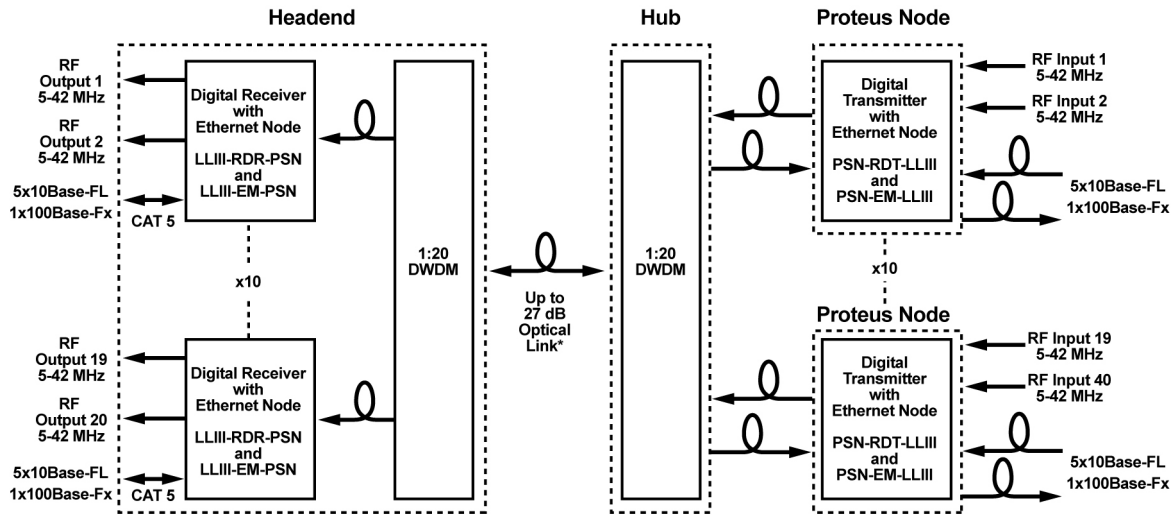 Headend
Hub
Proteus Node
RF
Output 1
5-42 MHz
RF
Output 2
5-42 MHz
5x10Base-FL
1x100Base-Fx
CAT 5
Digital Receiver
with
Ethernet Node
LLIII-RDR-PSN
and
LLIII-EM-PSN
x10
RF
Output 19
5-42 MHz
RF
Output 20
5-42 MHz
5x10Base-FL
1x100Base-Fx
CAT 5
Digital Receiver
with
Ethernet Node
LLIII-RDR-PSN
and
LLIII-EM-PSN
1:20
DWDM
Up to
27 dB
Optical
Link*
1:20
DWDM
Digital
Transmitter
with
Ethernet Node
PSN-RDT-LLIII
and
PSN-EM-LLIII
RF Input 1
5-42 MHz
RF Input 2
5-42 MHz
5x10Base-FL
1x100Base-Fx
x10
Proteus Node
Digital
Transmitter
with
Ethernet Node
PSN-RDT-LLIII
and
PSN-EM-LLIII
RF Input 19
5-42 MHz
RF Input 40
5-42 MHz
5x10Base-FL
1x100Base-Fx